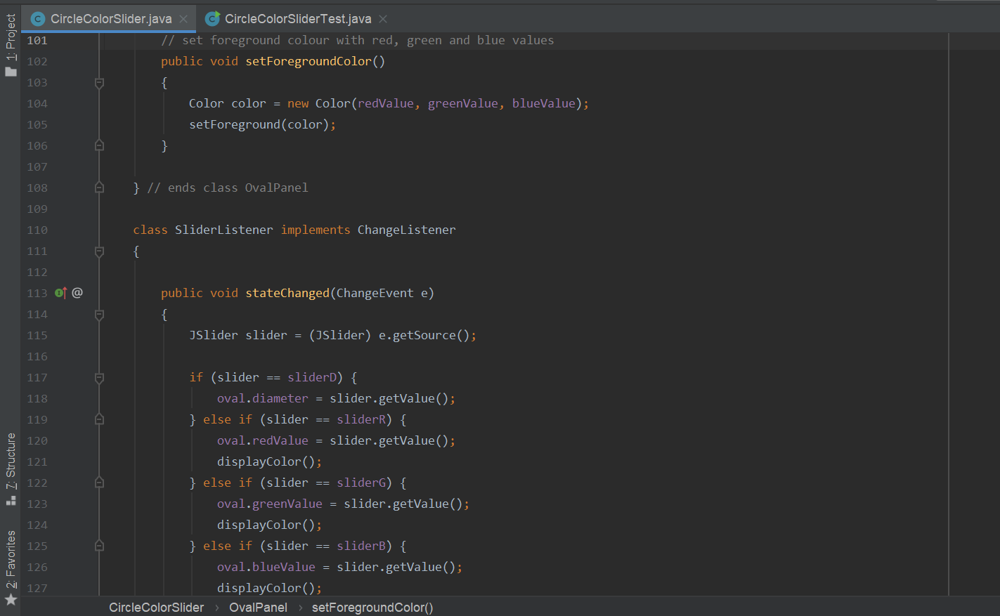 1: Project
7: Structure
2: Favorites
CircleColorSlider.java
CircleColorSliderTest.java
101 // set foreground colour with red, green and blue values
102 public void setForegroundColor()
103 {
104 Color color = new Color(redValue, greenValue, blueValue);
105 setForeground(color);
106 }
107
108 } // ends class OvalPanel
109
110 class SliderListener implements ChangeListener
111 {
112
113 @ public void stateChanged(ChangeEvent e)
114 {
115 JSlider slider = (JSlider) e.getSource();
116
117 if (slider == sliderD) {
118 oval.diameter = slider.getValue();
119 } else if (slider == sliderR) {
120 oval.redValue = slider.getValue();
121 displayColor();
122 } else if (slider == sliderG) {
123 oval.greenValue = slider.getValue();
124 displayColor();
125 } else if (slider == sliderB) {
126 oval.blueValue = slider.getValue();
127 displayColor();
CircleColorSlider › OvalPanel › setForegroundColor()